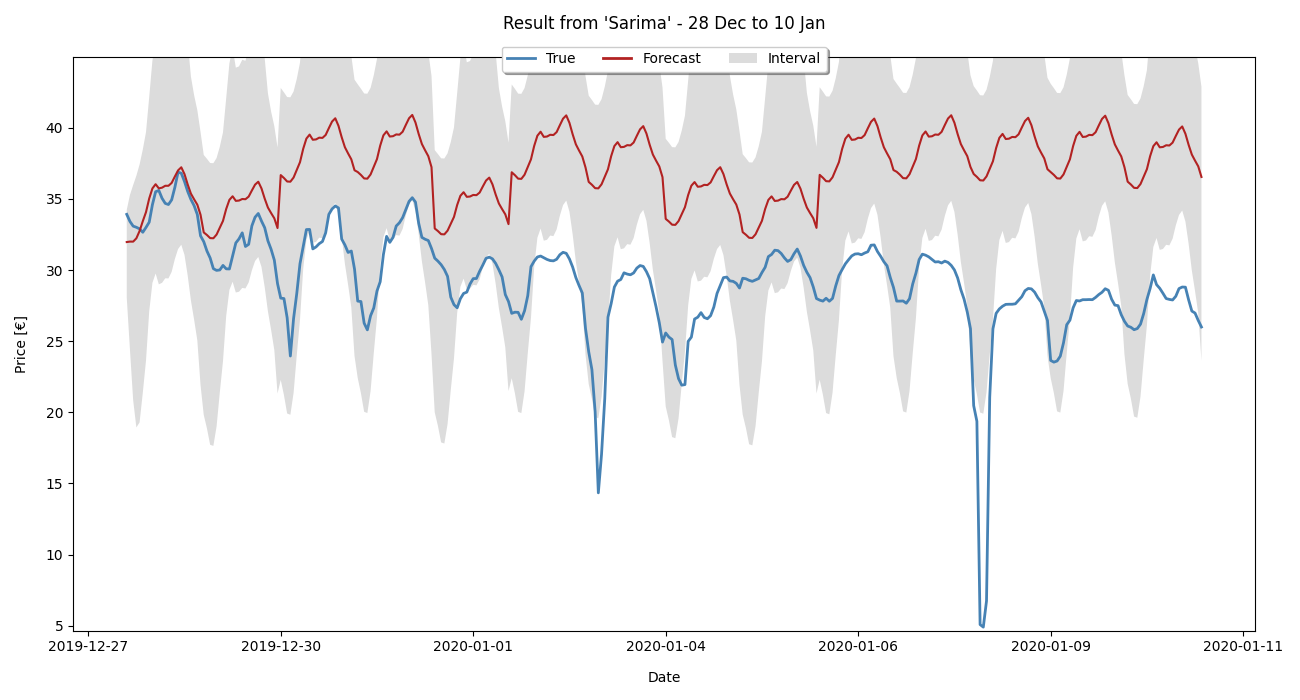 Result from 'Sarima' - 28 Dec to 10 Jan
True Forecast Interval
Price [€]
40
35
30
25
20
15
10
5
2019-12-27 2019-12-30 2020-01-01 2020-01-04 2020-01-06 2020-01-09 2020-01-11
Date